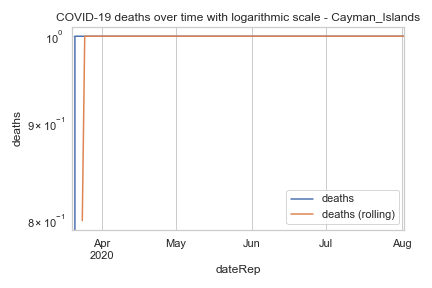 COVID-19 deaths over time with logarithmic scale - Cayman_Islands
10⁰
9 × 10⁻¹
8 × 10⁻¹
deaths
deaths
deaths (rolling)
Apr May Jun Jul Aug
2020
dateRep